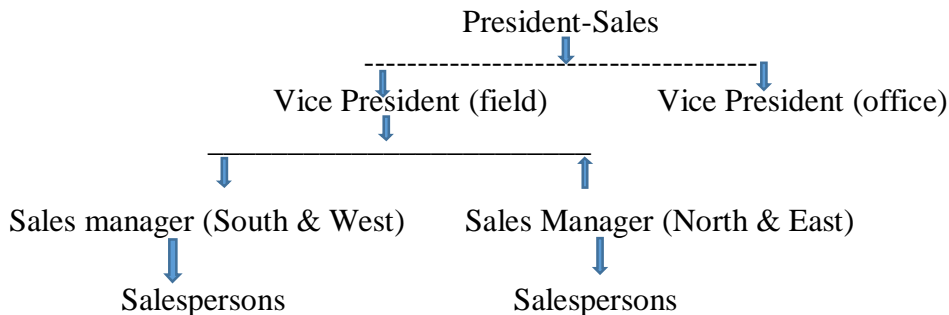 President-Sales
Vice President (field) Vice President (office)
Sales manager (South & West) Sales Manager (North & East)
Salespersons Salespersons